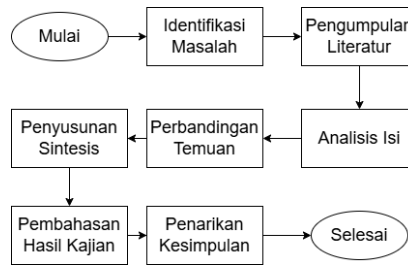 Mulai
Identifikasi
Masalah
Pengumpulan
Literatur
Analisis Isi
Perbandingan
Temuan
Penyusunan
Sintesis
Pembahasan
Hasil Kajian
Penarikan
Kesimpulan
Selesai